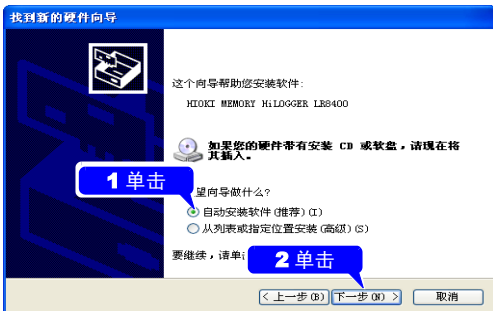 找到新的硬件向导
这个向导帮助您安装软件:
HIOKI MEMORY HiLOGGER LR8400
如果您的硬件带有安装 CD 或软盘，请现在将
其插入。
1 单击
望向导做什么?
自动安装软件(推荐)(I)
从列表或指定位置安装(高级)(S)
要继续，请单
2 单击
< 上一步(B) 下一步(N) > 取消